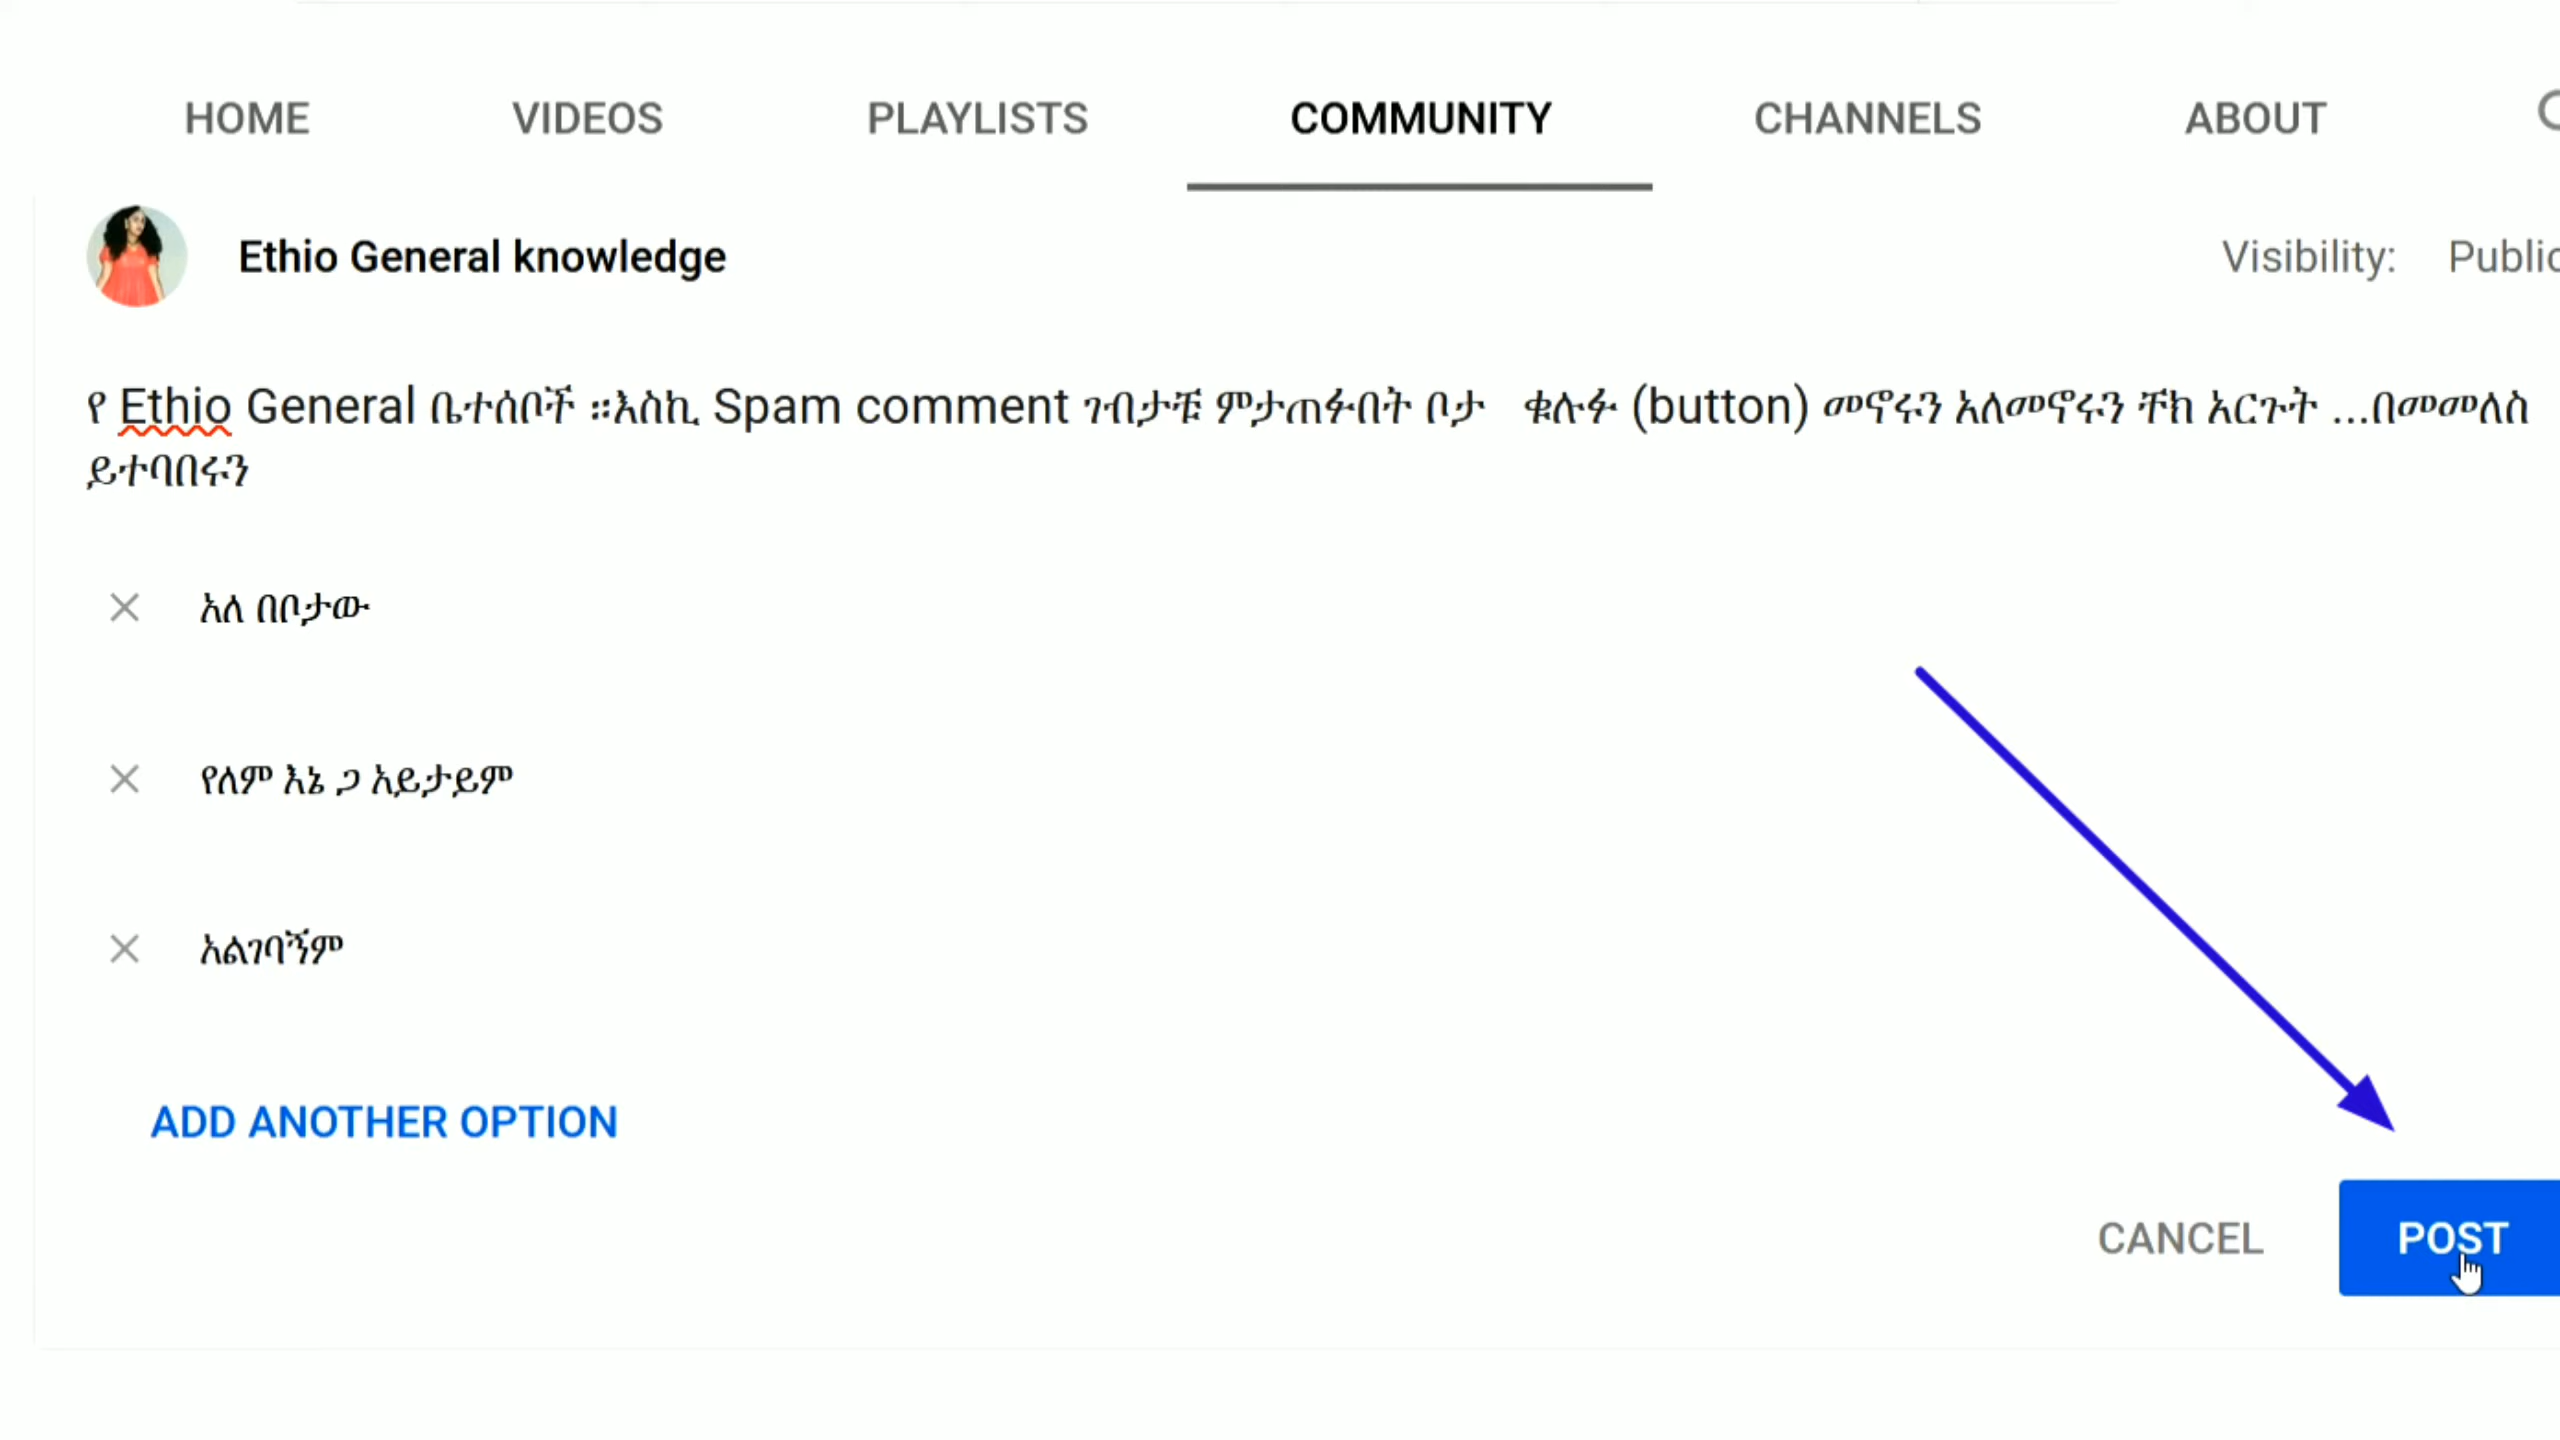 HOME VIDEOS PLAYLISTS COMMUNITY CHANNELS ABOUT
Ethio General knowledge Visibility: Public
የ Ethio General ቤተሰቦች ።እስኪ Spam comment ገብታቹ ምታጠፉበት ቦታ ቁሉፉ (button) መኖሩን አለመኖሩን ቸክ አርጉት ...በመመለስ
ይተባበሩን
አለ በቦታው
የለም እኔ ጋ አይታይም
አልገባኝም
ADD ANOTHER OPTION
CANCEL POST